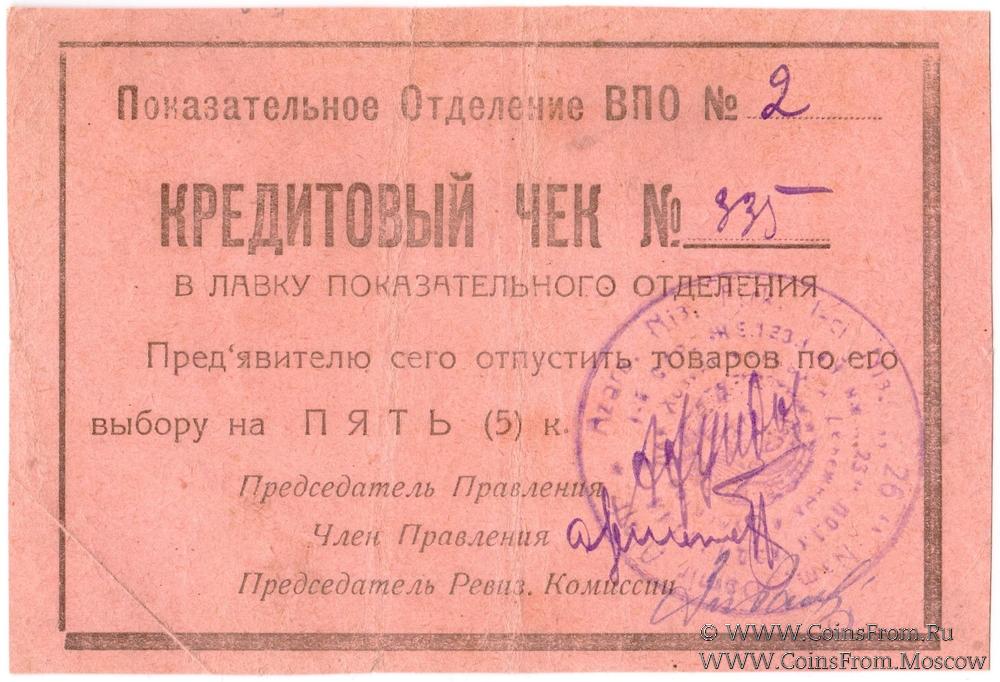 Показательное Отделение ВПО № 2
КРЕДИТОВЫЙ ЧЕК № 335
В ЛАВКУ ПОКАЗАТЕЛЬНОГО ОТДЕЛЕНИЯ
Пред‘явителю сего отпустить товаров по его
выбору на ПЯТЬ (5) к.
Председатель Правления
Член Правления
Председатель Ревиз. Комиссии
© WWW.CoinsFrom.Ru
WWW.CoinsFrom.Moscow